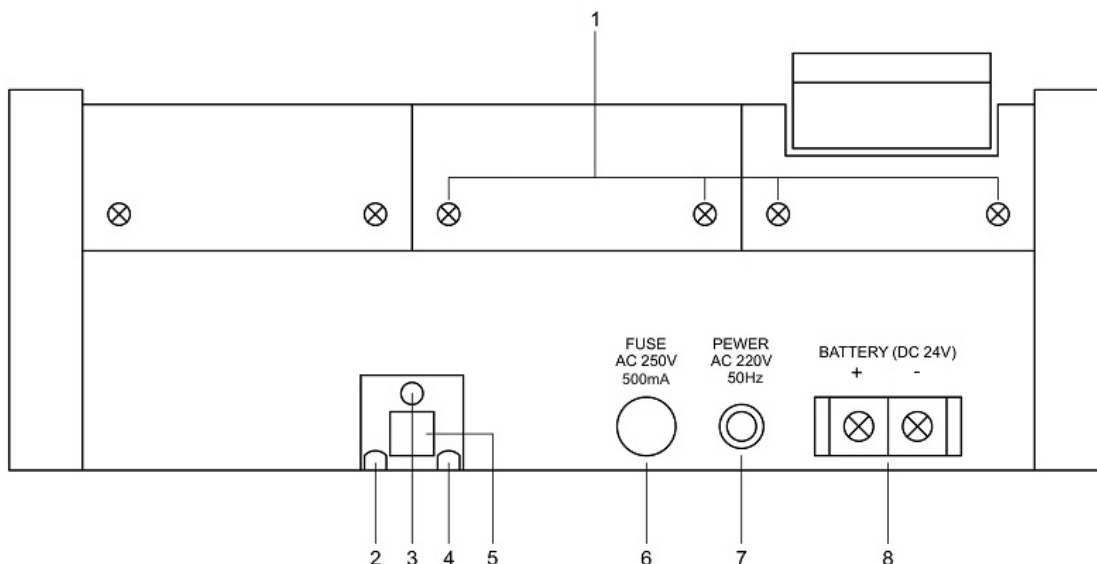 1
FUSE
AC 250V
500mA
PEWER
AC 220V
50Hz
BATTERY (DC 24V)
+ -
2 3 4 5 6 7 8